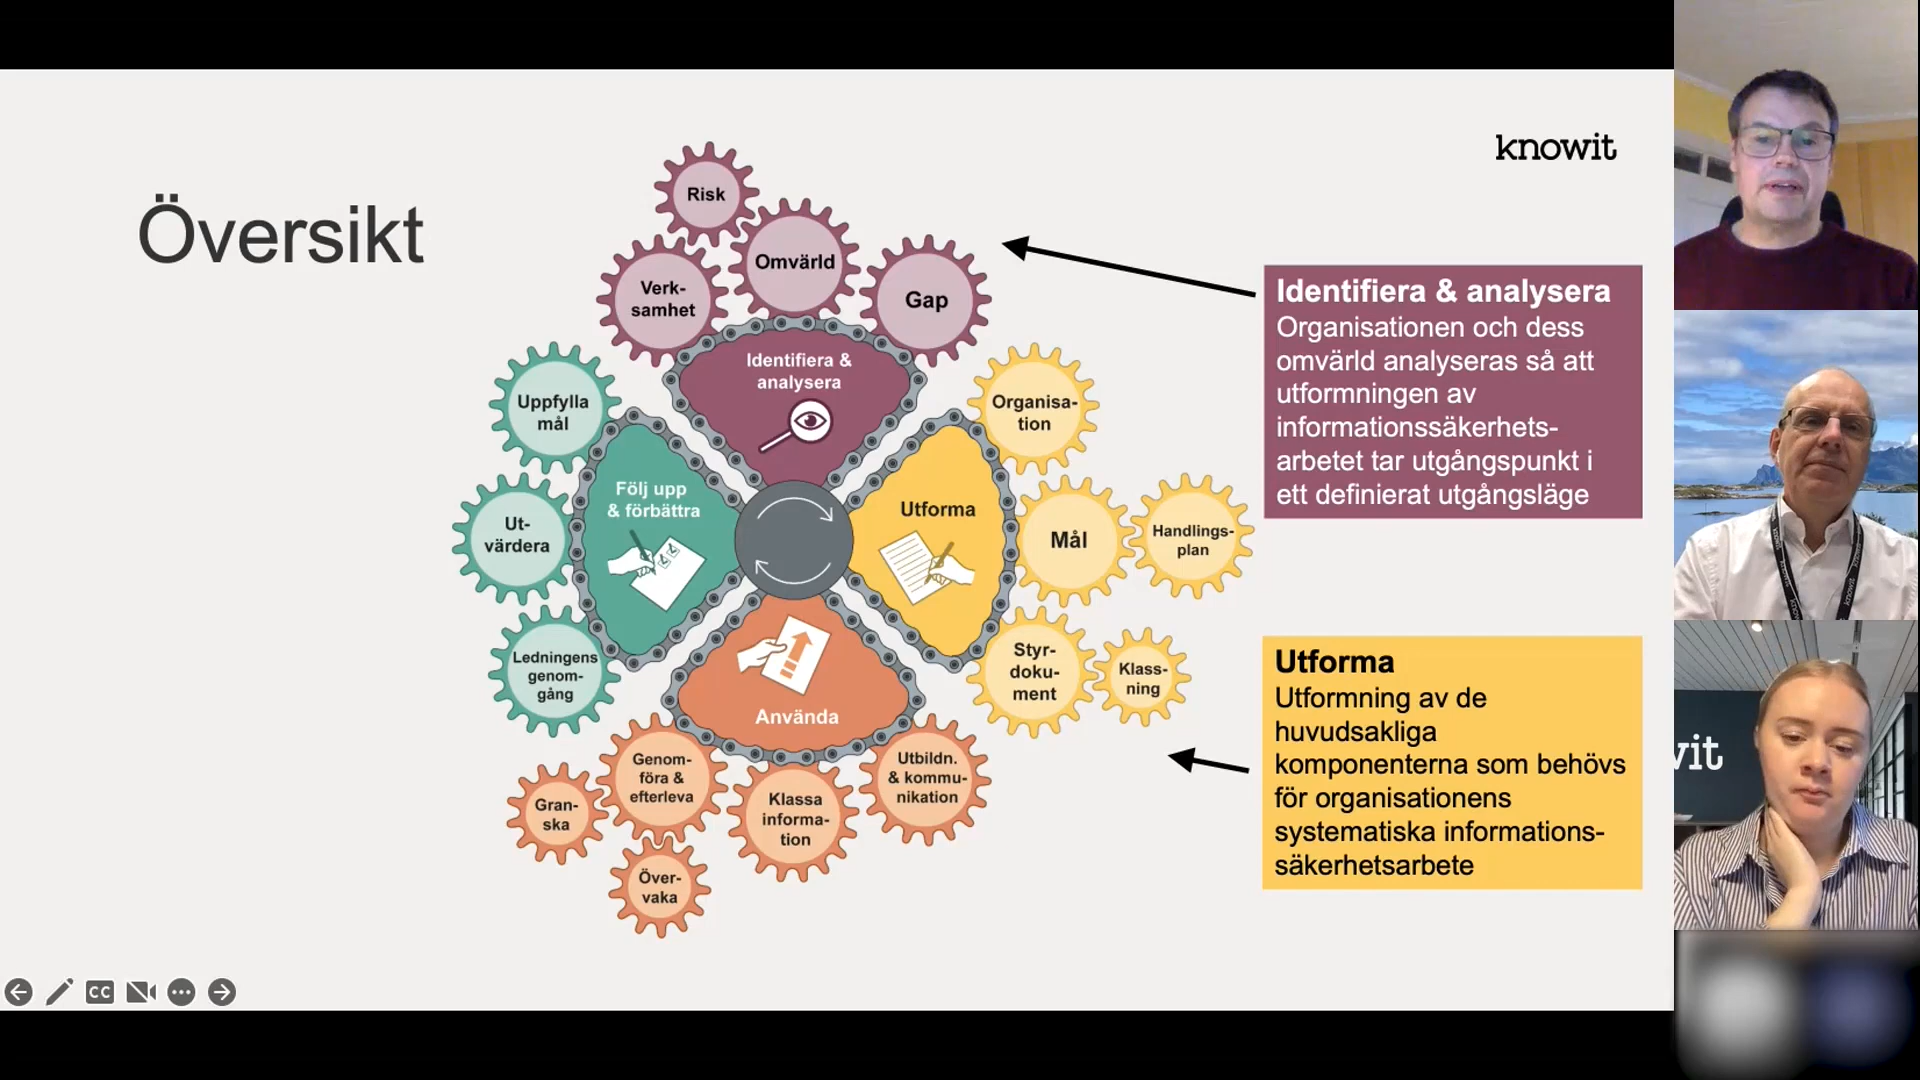 Översikt
knowit
Risk
Omvärld
Verk-
samhet
Gap
Identifiera &
analysera
Uppfylla
mål
Ut-
värdera
Ledningens
genom-
gång
Följ upp
& förbättra
Utforma
Organisa-
tion
Mål
Handlings-
plan
Styr-
doku-
ment
Klass-
ning
Använda
Genom-
föra &
efterleva
Gran-
ska
Över-
vaka
Klassa
informa-
tion
Utbildn.
& kommu-
nikation
Identifiera & analysera
Organisationen och dess
omvärld analyseras så att
utformningen av
informationssäkerhets-
arbetet tar utgångspunkt i
ett definierat utgångsläge
Utforma
Utformning av de
huvudsakliga
komponenterna som behövs
för organisationens
systematiska informations-
säkerhetsarbete
CC
wit